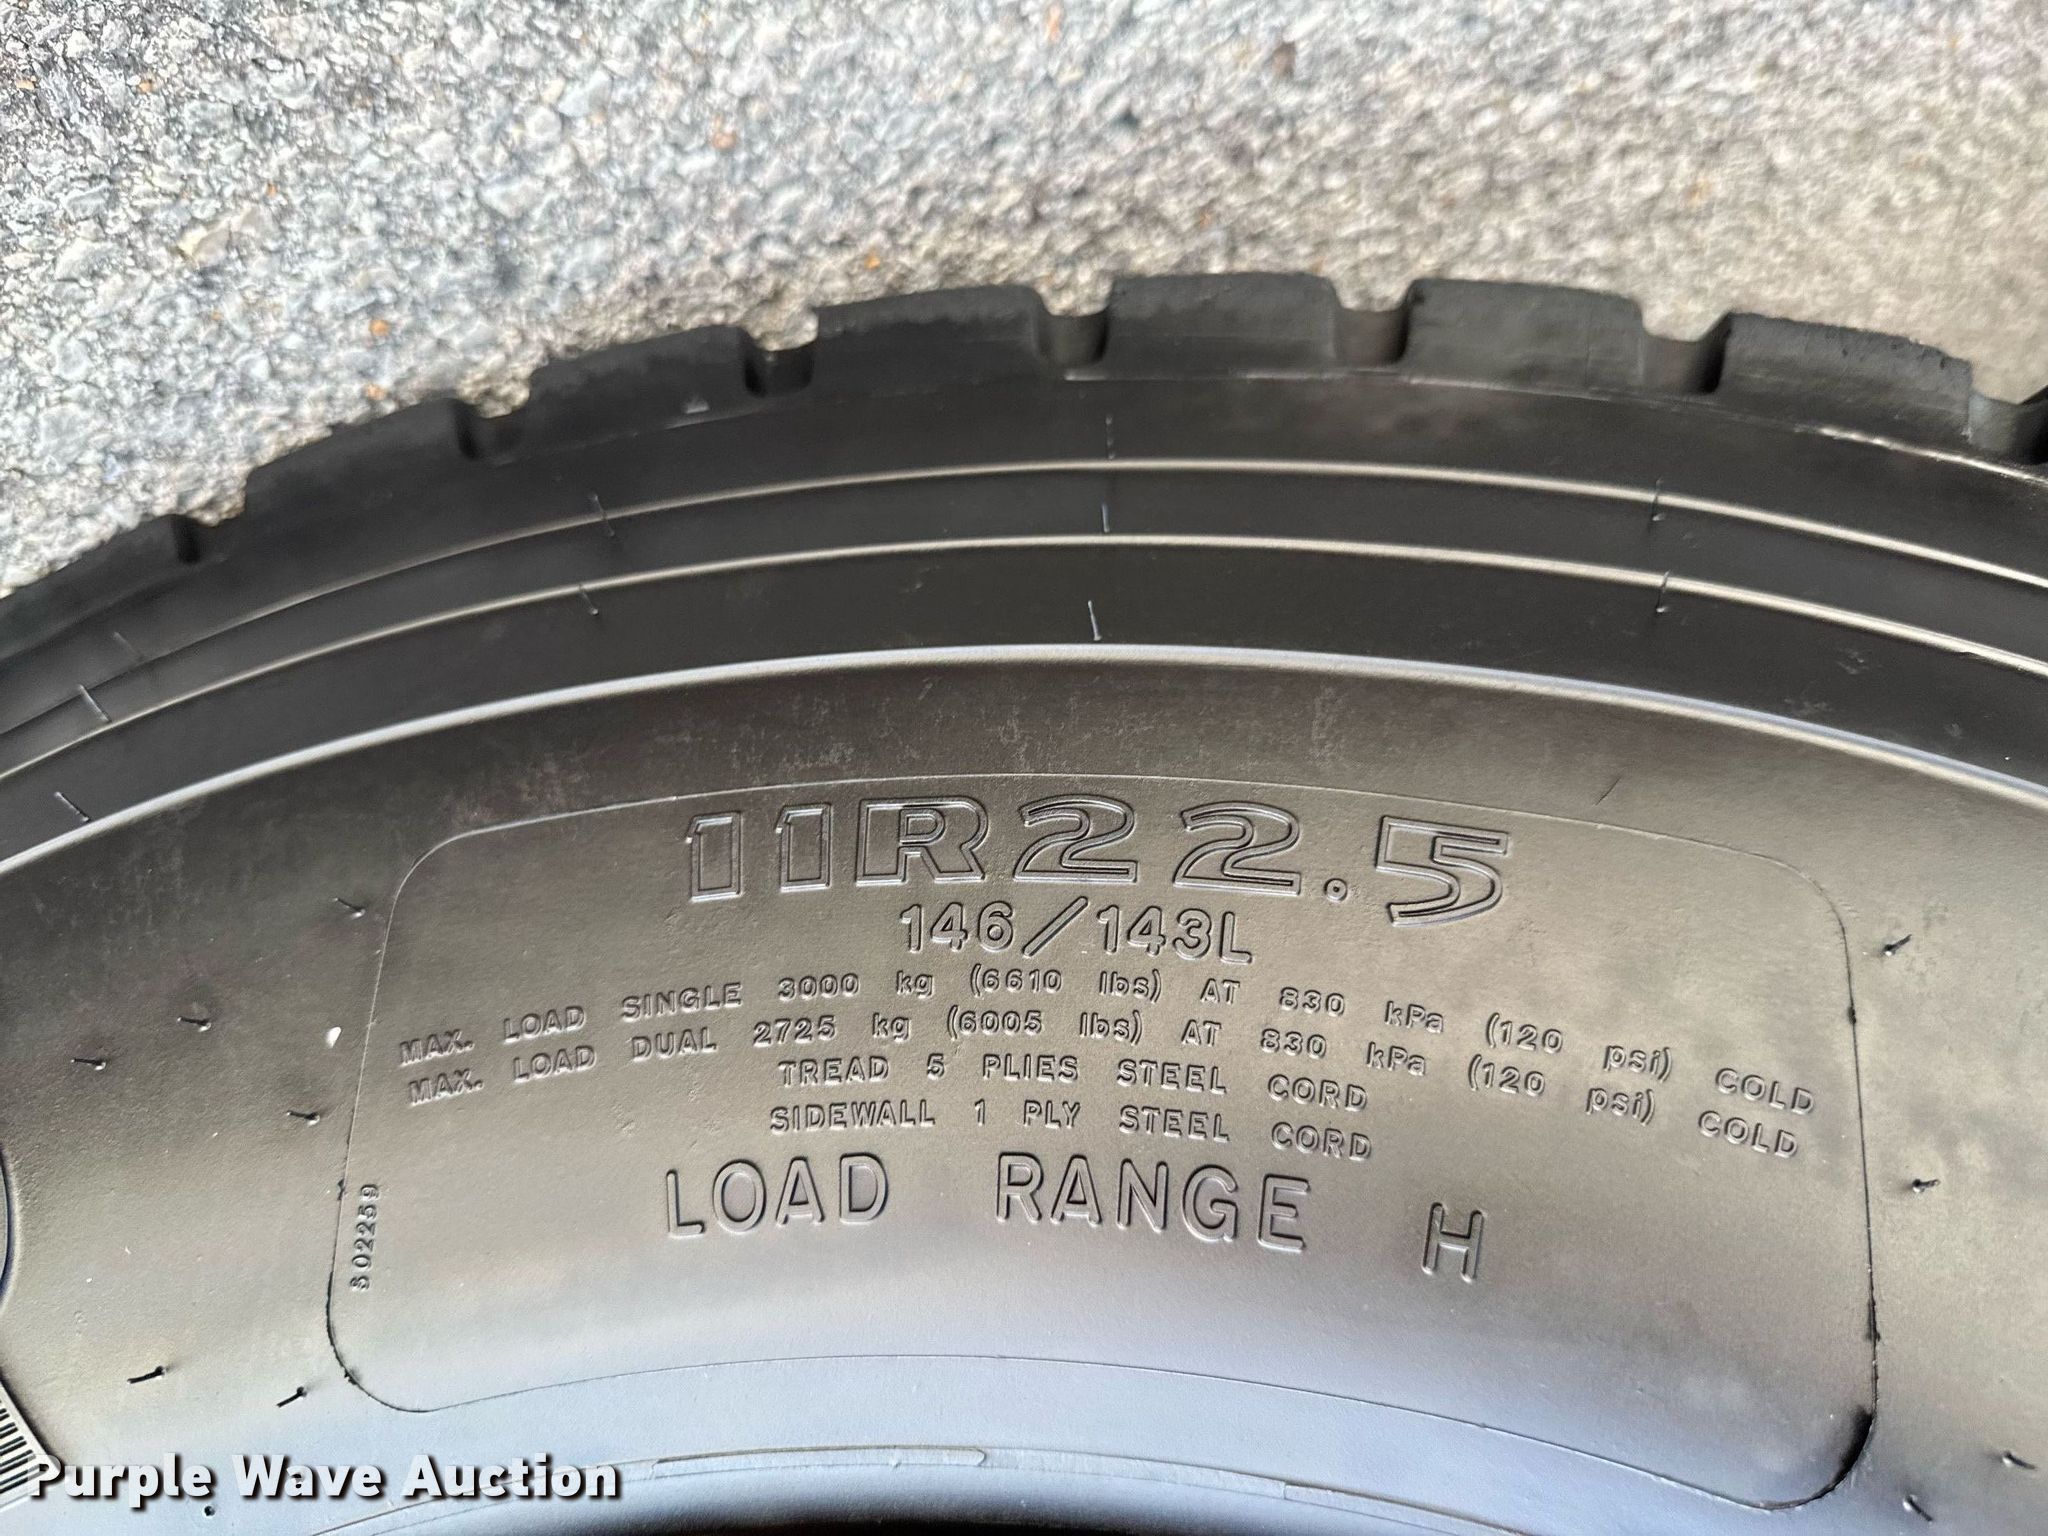 11R22.5
146/143L
MAX. LOAD SINGLE 3000 kg (6610 lbs) AT 830 kPa (120 psi) COLD
MAX. LOAD DUAL 2725 kg (6005 lbs) AT 830 kPa (120 psi) COLD
TREAD 5 PLIES STEEL CORD
SIDEWALL 1 PLY STEEL CORD
LOAD RANGE H
S02259
Purple Wave Auction